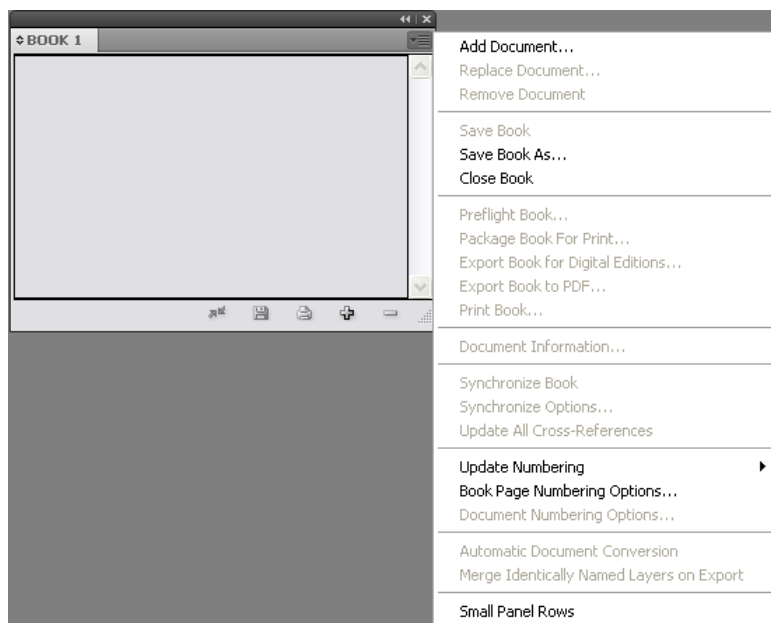 BOOK 1
Add Document...
Replace Document...
Remove Document
Save Book
Save Book As...
Close Book
Preflight Book...
Package Book For Print...
Export Book for Digital Editions...
Export Book to PDF...
Print Book...
Document Information...
Synchronize Book
Synchronize Options...
Update All Cross-References
Update Numbering
Book Page Numbering Options...
Document Numbering Options...
Automatic Document Conversion
Merge Identically Named Layers on Export
Small Panel Rows